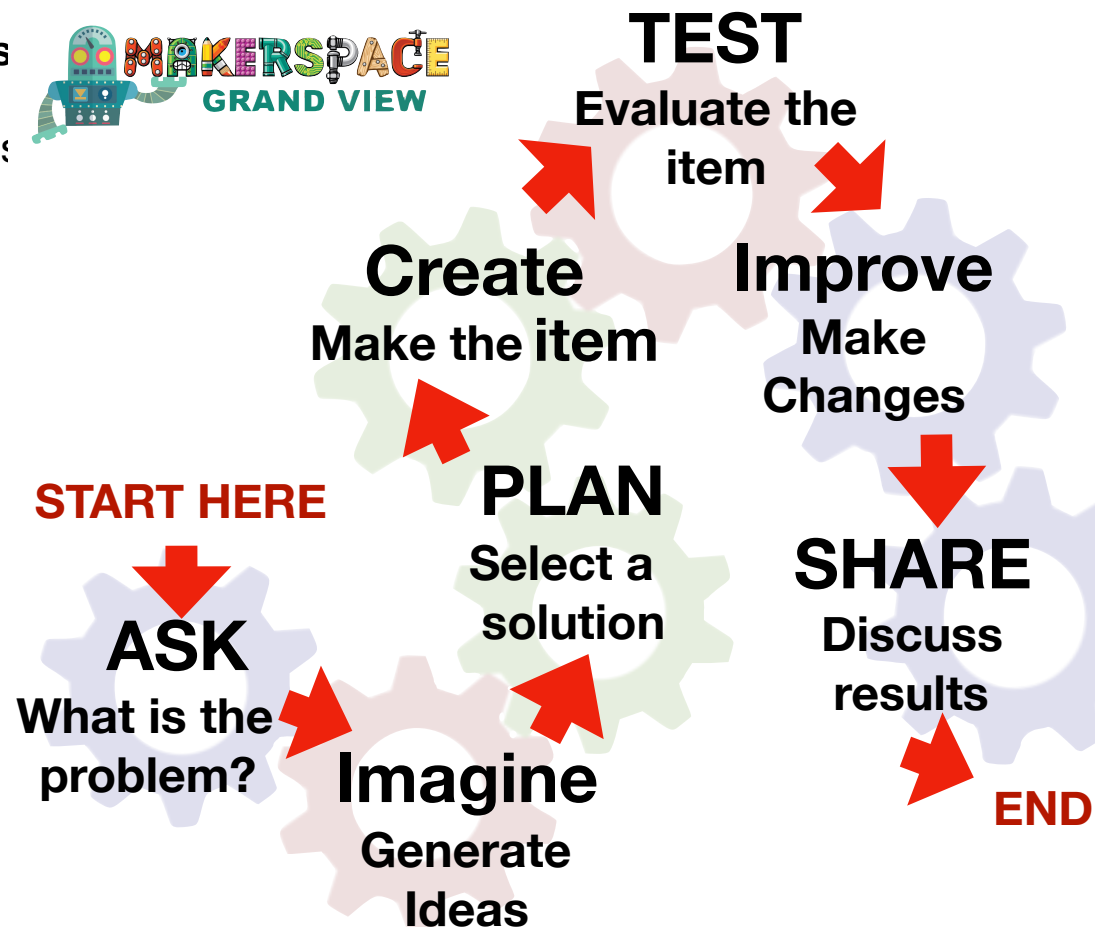 MAKERSPACE
GRAND VIEW
TEST
Evaluate the
item
Create
Make the item
Improve
Make
Changes
START HERE
PLAN
Select a
solution
SHARE
Discuss
results
ASK
What is the
problem?
Imagine
Generate
Ideas
END